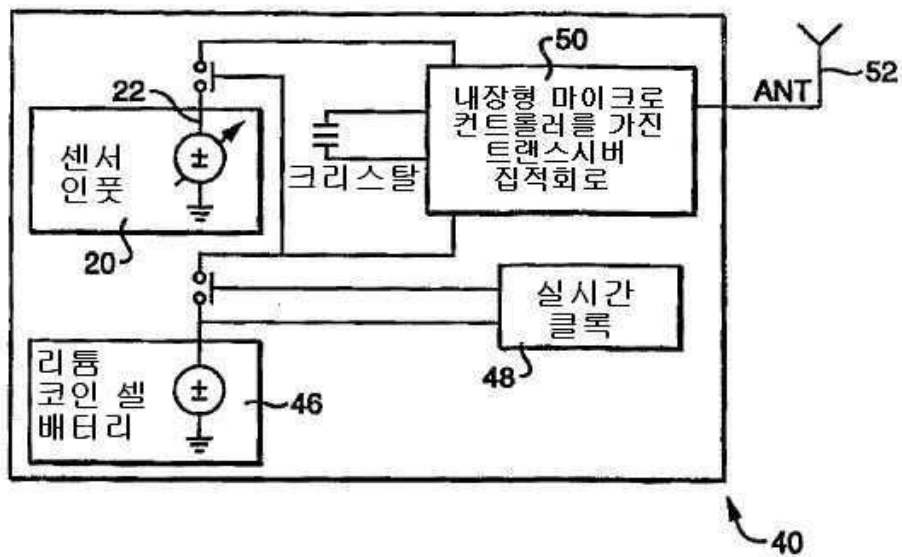 50
내장형 마이크로
컨트롤러를 가진
트랜스시버
집적회로
ANT
52
22
센서
인풋
±
크리스탈
20
실시간
클록
48
리튬
코인 셀
배터리
±
46
40